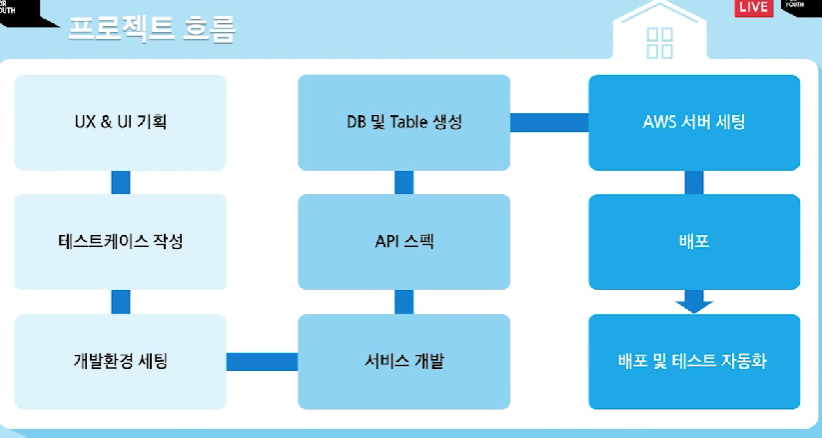 OUTH
프로젝트 흐름
LIVE
YOUTH
UX & UI 기획
DB 및 Table 생성
AWS 서버 세팅
테스트케이스 작성
API 스펙
배포
개발환경 세팅
서비스 개발
배포 및 테스트 자동화